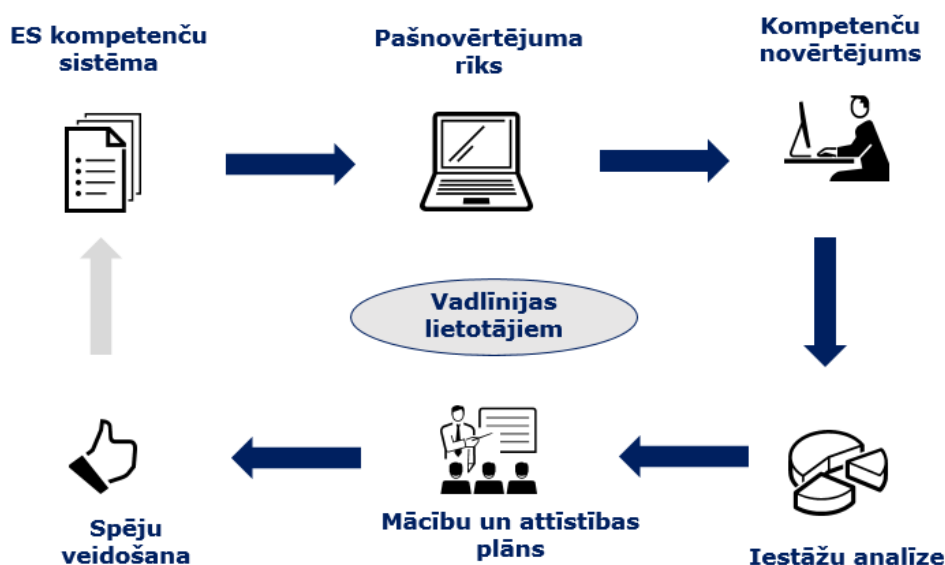 ES kompetenču
sistēma
Pašnovērtējuma
rīks
Kompetenču
novērtējums
Vadlīnijas
lietotājiem
Spēju
veidošana
Mācību un attīstības
plāns
Iestāžu analīze